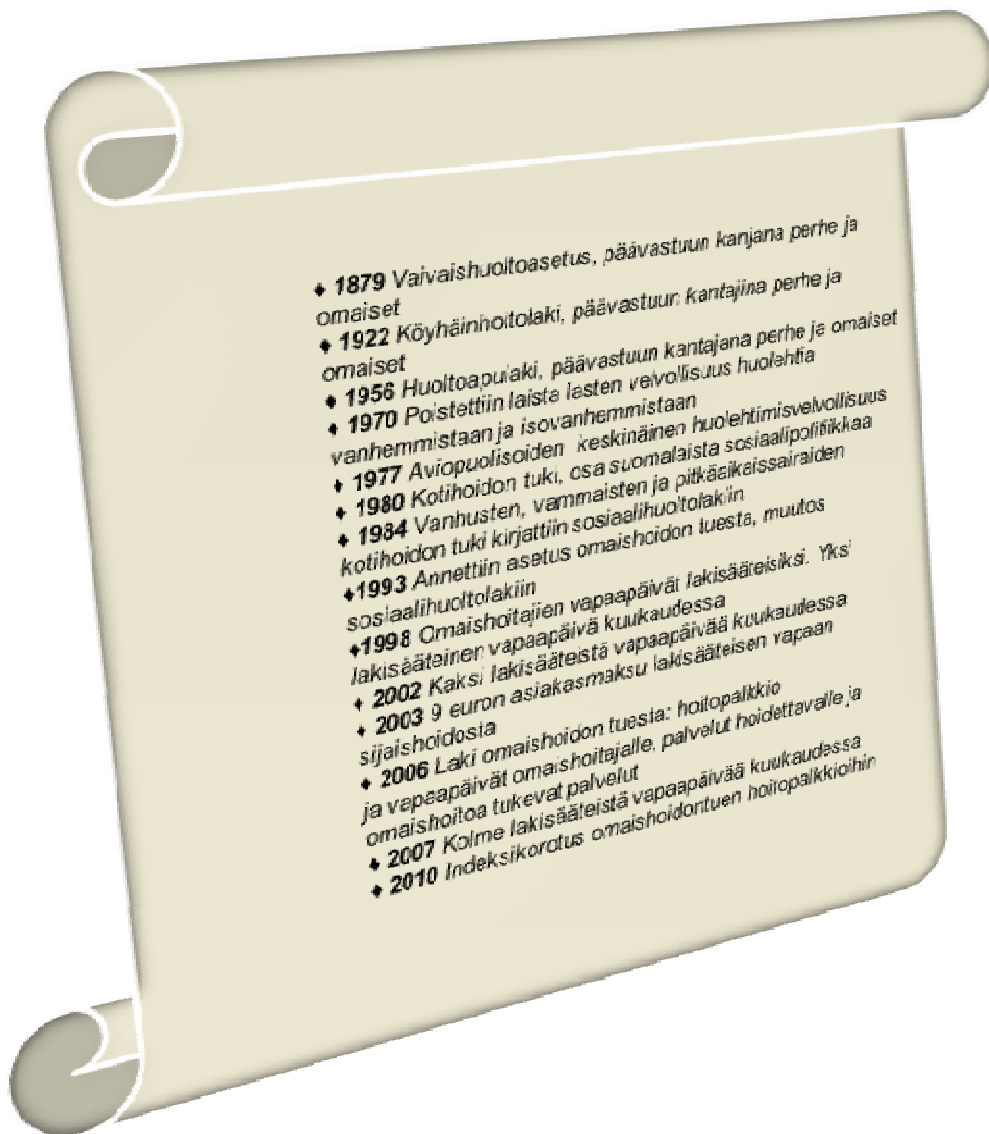 ♦ 1879 Vaivaishuoltoasetus, päävastuun kanjana perhe ja
omaiset
♦ 1922 Köyhäinhoitolaki, päävastuun kantajina perhe ja
omaiset
♦ 1956 Huoltoapulaki, päävastuun kantajana perhe ja omaiset
♦ 1970 Poistettiin laista lasten velvollisuus huolehtia
vanhemmistaan ja isovanhemmistaan
♦ 1977 Aviopuolisoiden keskinäinen huolehtimisvelvollisuus
♦ 1980 Kotihoidon tuki, osa suomalaista sosiaalipolitiikkaa
♦ 1984 Vanhusten, vammaisten ja pitkäaikaissairaiden
kotihoidon tuki kirjattiin sosiaalihuoltolakiin
♦1993 Annettiin asetus omaishoidon tuesta, muutos
sosiaalihuoltolakiin
♦1998 Omaishoitajien vapaapäivät lakisääteisiksi. Yksi
lakisääteinen vapaapäivä kuukaudessa
♦ 2002 Kaksi lakisääteistä vapaapäivää kuukaudessa
♦ 2003 9 euron asiakasmaksu lakisääteisen vapaan
sijaishoidosta
♦ 2006 Laki omaishoidon tuesta: hoitopalkkio
ja vapaapäivät omaishoitajalle, palvelut hoidettavalle ja
omaishoitoa tukevat palvelut
♦ 2007 Kolme lakisääteistä vapaapäivää kuukaudessa
♦ 2010 Indeksikorotus omaishoidontuen hoitopalkkioihin